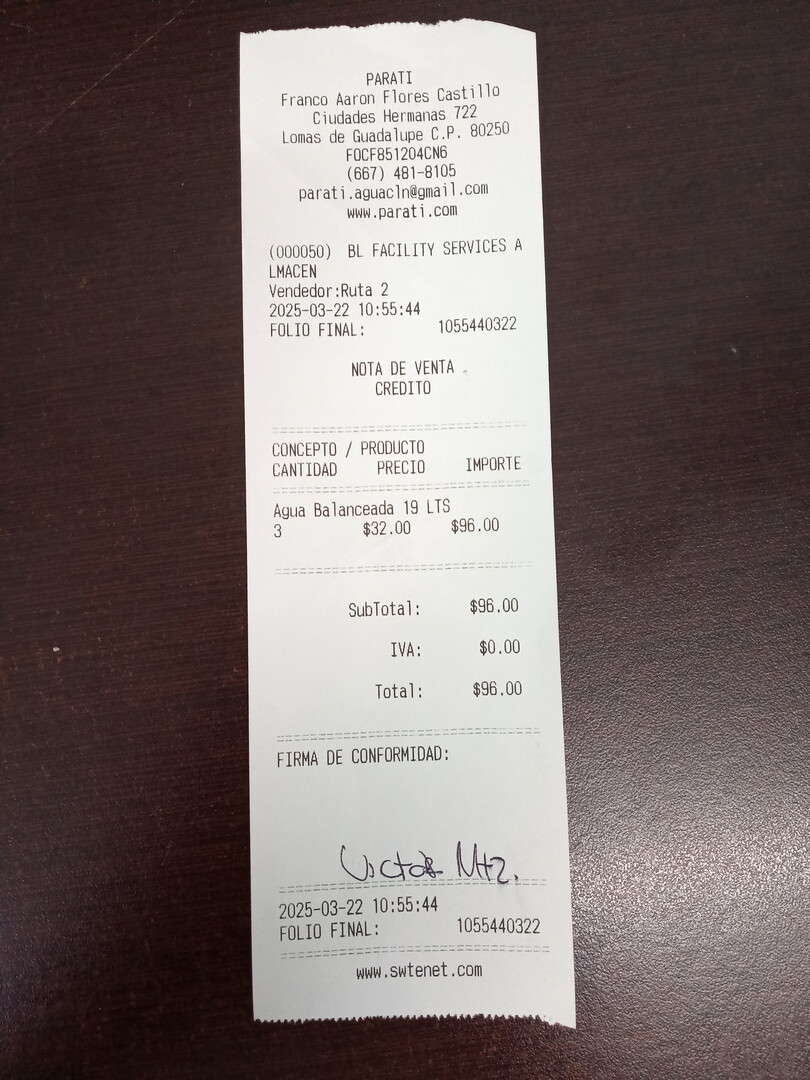 PARATI
Franco Aaron Flores Castillo
Ciudades Hermanas 722
Lomas de Guadalupe C.P. 80250
FOCF851204CN6
(667) 481-8105
parati.aguacln@gmail.com
www.parati.com
(000050) BL FACILITY SERVICES A
LMACEN
Vendedor:Ruta 2
2025-03-22 10:55:44
FOLIO FINAL: 1055440322
NOTA DE VENTA
CREDITO
CONCEPTO / PRODUCTO
CANTIDAD PRECIO IMPORTE
Agua Balanceada 19 LTS
3 $32.00 $96.00
SubTotal: $96.00
IVA: $0.00
Total: $96.00
FIRMA DE CONFORMIDAD:
Mtz.
2025-03-22 10:55:44
FOLIO FINAL: 1055440322
www.swtenet.com